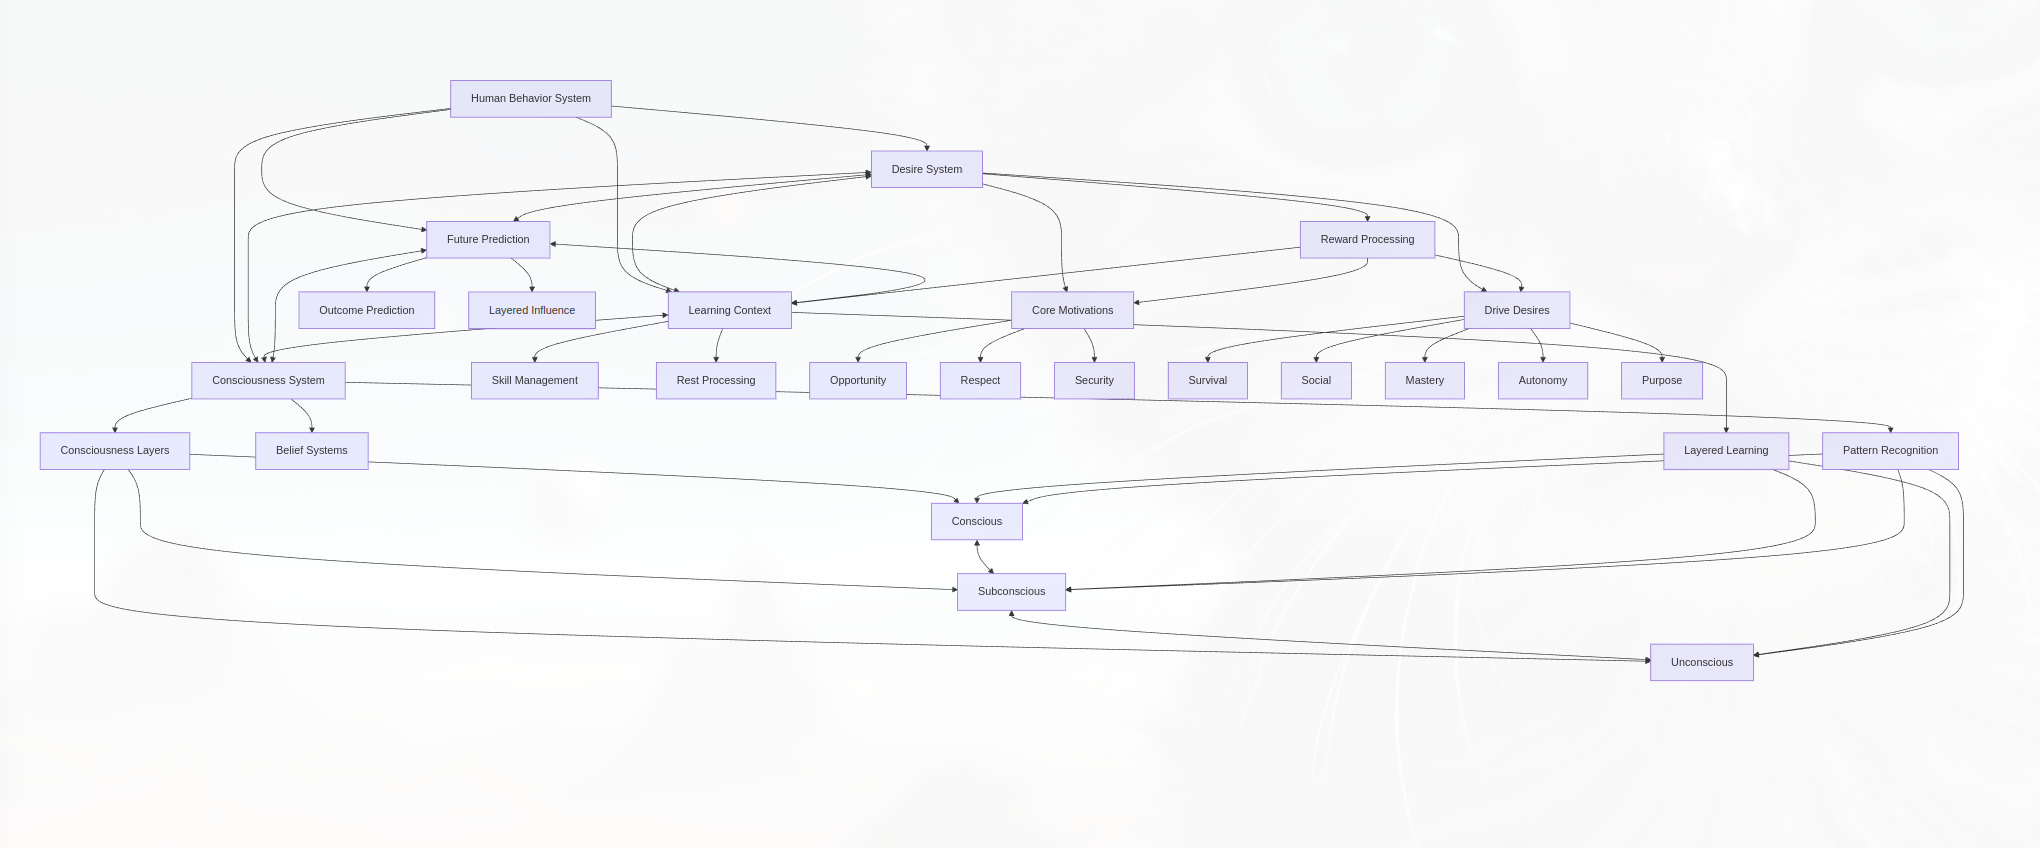 Human Behavior System
Desire System
Future Prediction
Reward Processing
Outcome Prediction
Layered Influence
Learning Context
Core Motivations
Drive Desires
Consciousness System
Skill Management
Rest Processing
Opportunity
Respect
Security
Survival
Social
Mastery
Autonomy
Purpose
Consciousness Layers
Belief Systems
Layered Learning
Pattern Recognition
Conscious
Subconscious
Unconscious